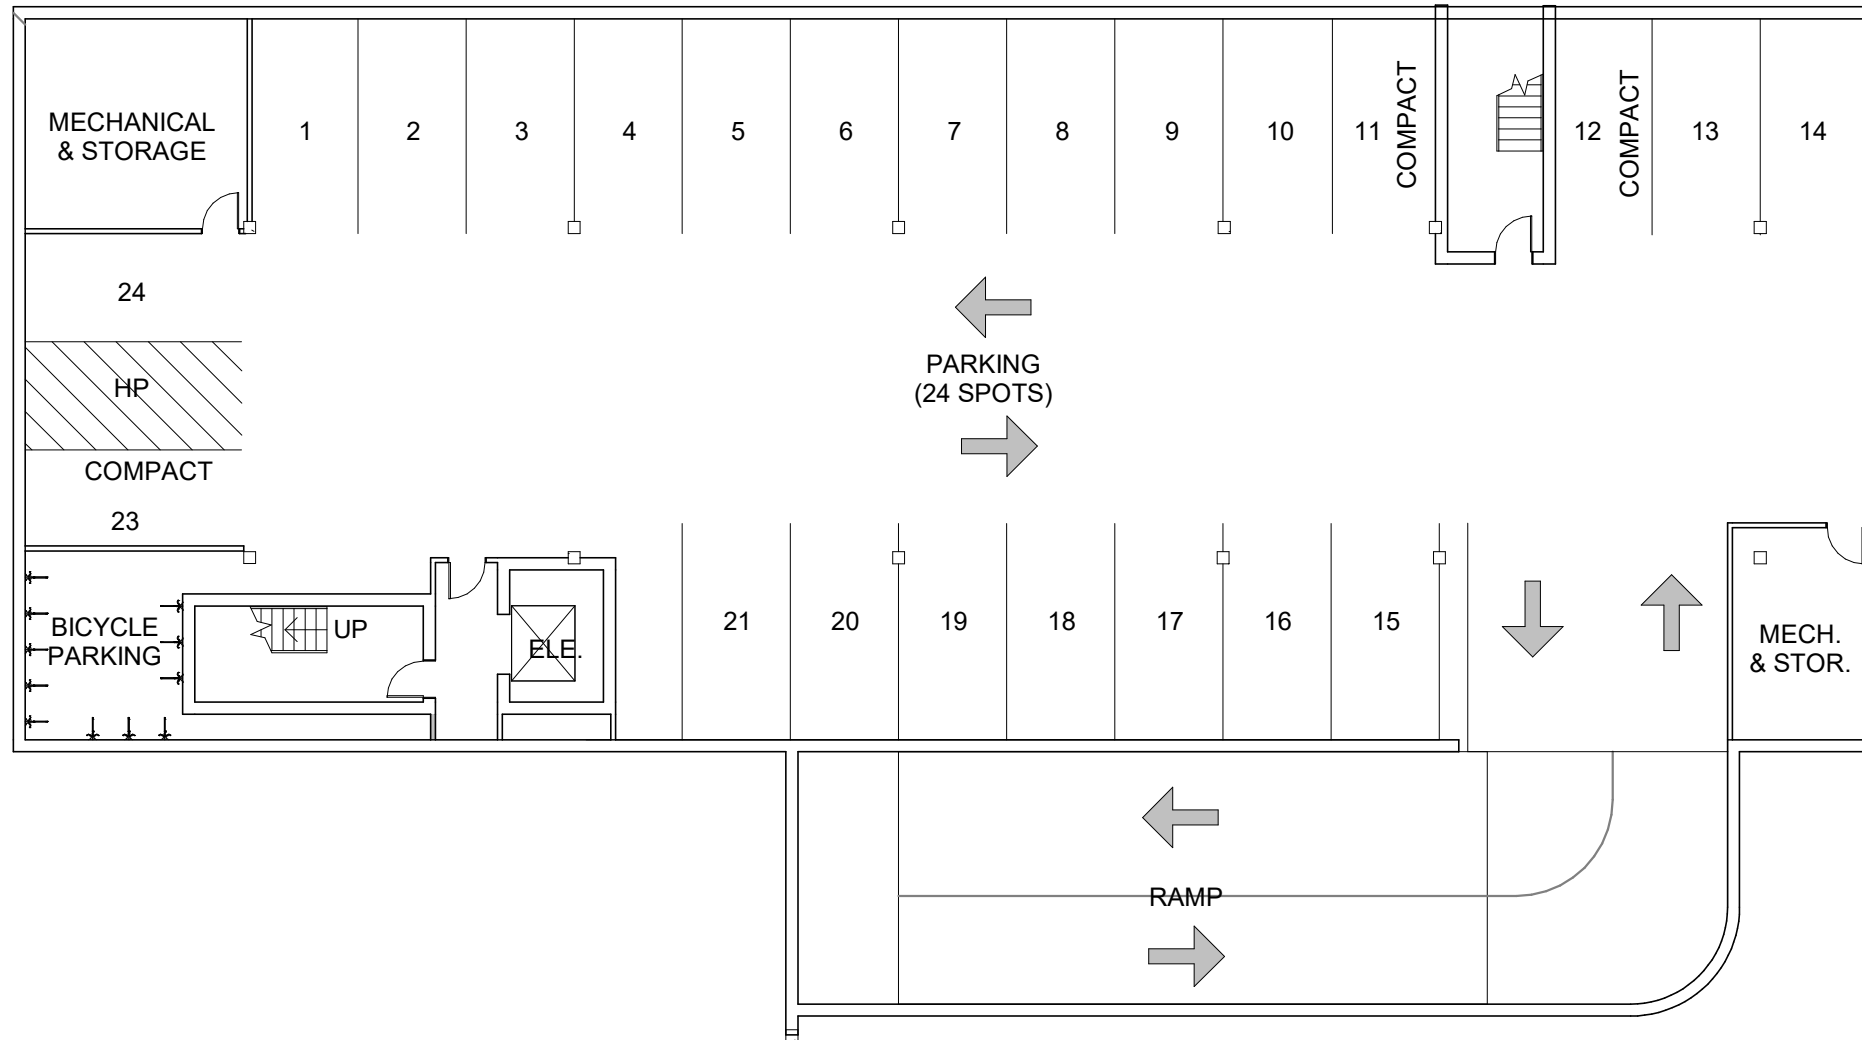 MECHANICAL
& STORAGE
1
2
3
4
5
6
7
8
9
10
11
COMPACT
12
COMPACT
13
14
24
HP
COMPACT
23
PARKING
(24 SPOTS)
BICYCLE
PARKING
UP
ELE.
21
20
19
18
17
16
15
MECH.
& STOR.
RAMP